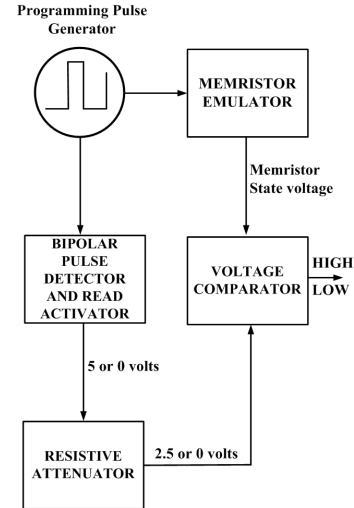 Programming Pulse
Generator
MEMRISTOR
EMULATOR
Memristor
State voltage
BIPOLAR
PULSE
DETECTOR
AND READ
ACTIVATOR
VOLTAGE
COMPARATOR
HIGH
LOW
5 or 0 volts
RESISTIVE
ATTENUATOR
2.5 or 0 volts